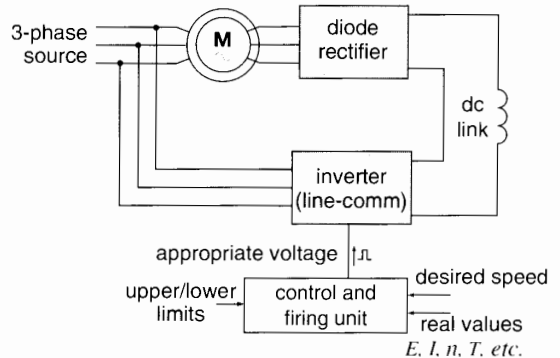 3-phase
source
M
diode
rectifier
dc
link
inverter
(line-comm)
appropriate voltage
upper/lower
limits
control and
firing unit
desired speed
real values
E, I, n, T, etc.